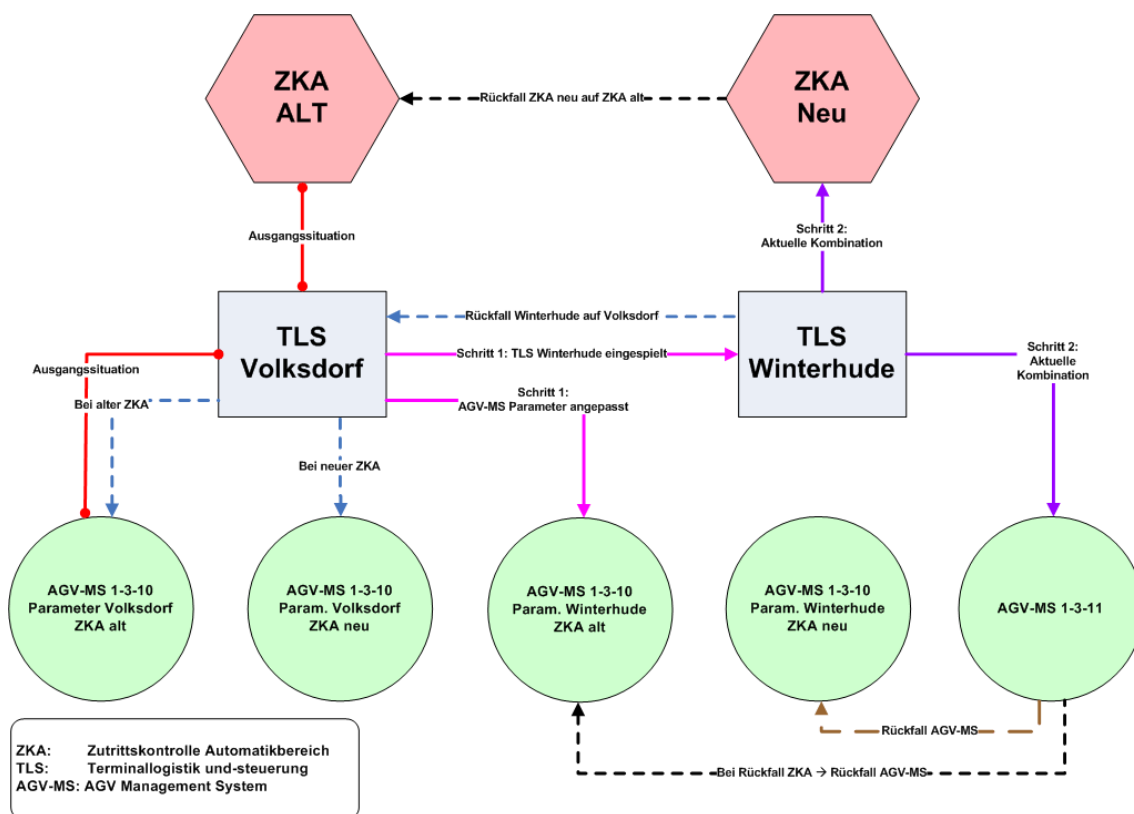 ZKA
ALT
ZKA
Neu
Rückfall ZKA neu auf ZKA alt
Ausgangssituation
Schritt 2:
Aktuelle Kombination
TLS
Volksdorf
Rückfall Winterhude auf Volksdorf
TLS
Winterhude
Schritt 1: TLS Winterhude eingespielt
Schritt 2:
Aktuelle
Kombination
Ausgangssituation
Bei alter ZKA
Schritt 1:
AGV-MS Parameter angepasst
Bei neuer ZKA
AGV-MS 1-3-10
Parameter Volksdorf
ZKA alt
AGV-MS 1-3-10
Param. Volksdorf
ZKA neu
AGV-MS 1-3-10
Param. Winterhude
ZKA alt
AGV-MS 1-3-10
Param. Winterhude
ZKA neu
AGV-MS 1-3-11
Rückfall AGV-MS
Bei Rückfall ZKA → Rückfall AGV-MS
ZKA: Zutrittskontrolle Automatikbereich
TLS: Terminallogistik und-steuerung
AGV-MS: AGV Management System